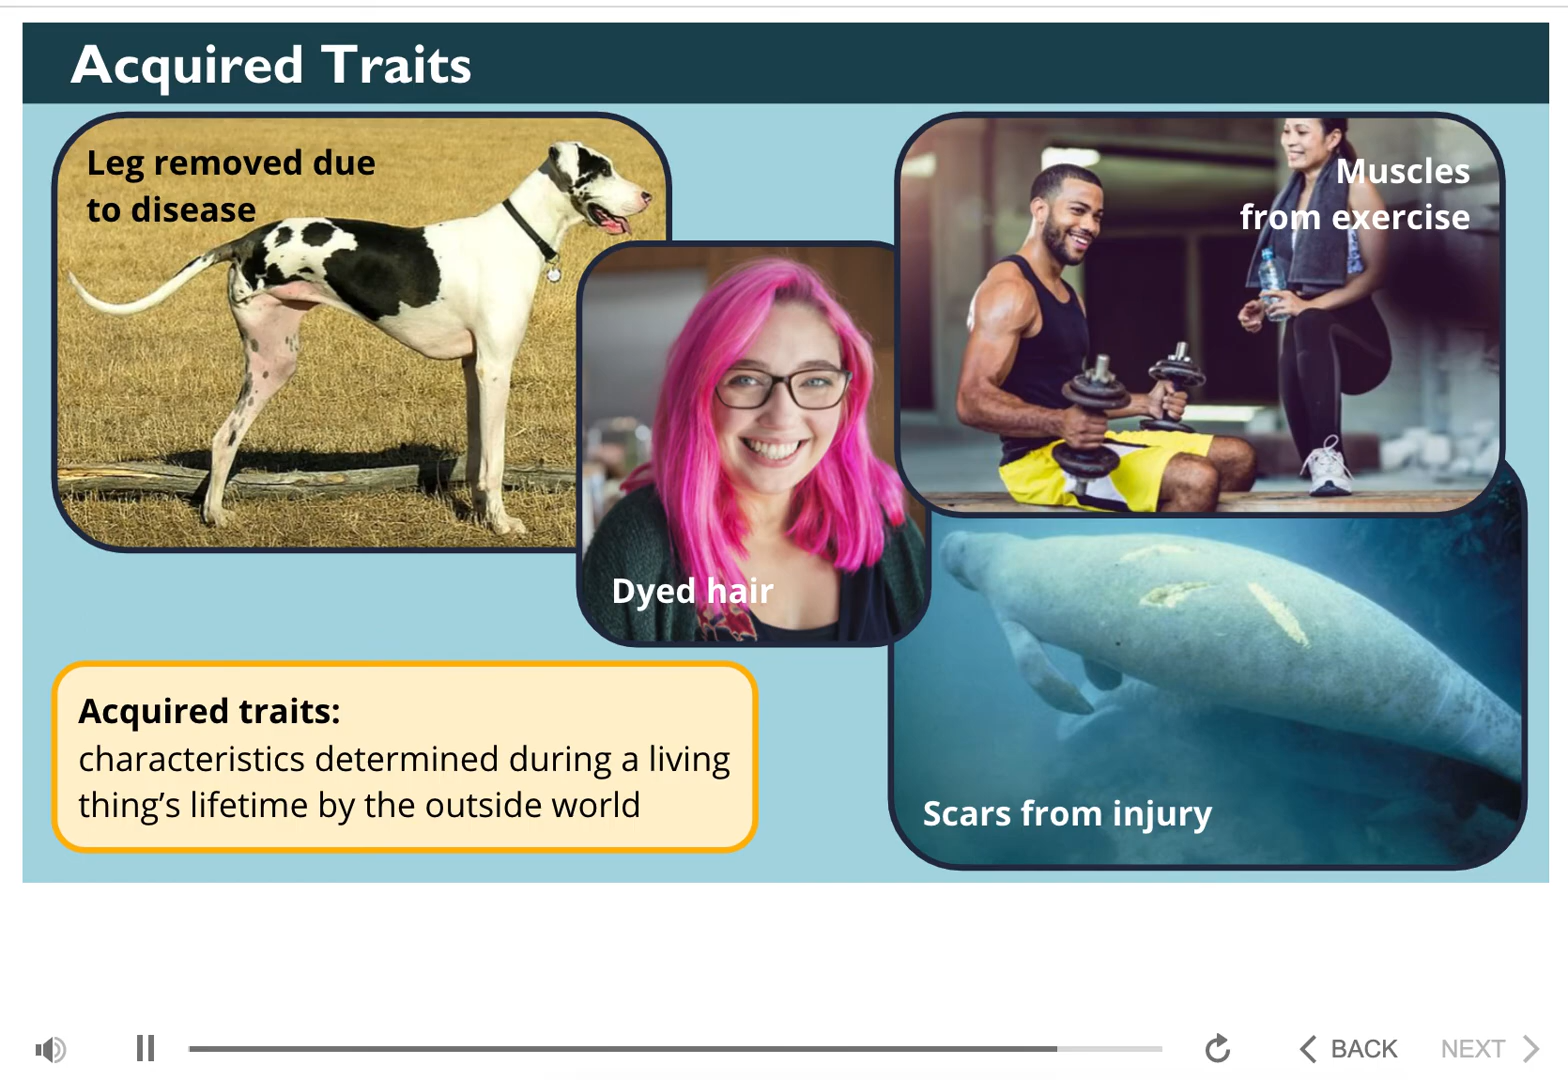 Acquired Traits
Leg removed due
to disease
Dyed hair
Muscles
from exercise
Scars from injury
Acquired traits:
characteristics determined during a living
thing’s lifetime by the outside world
BACK
NEXT